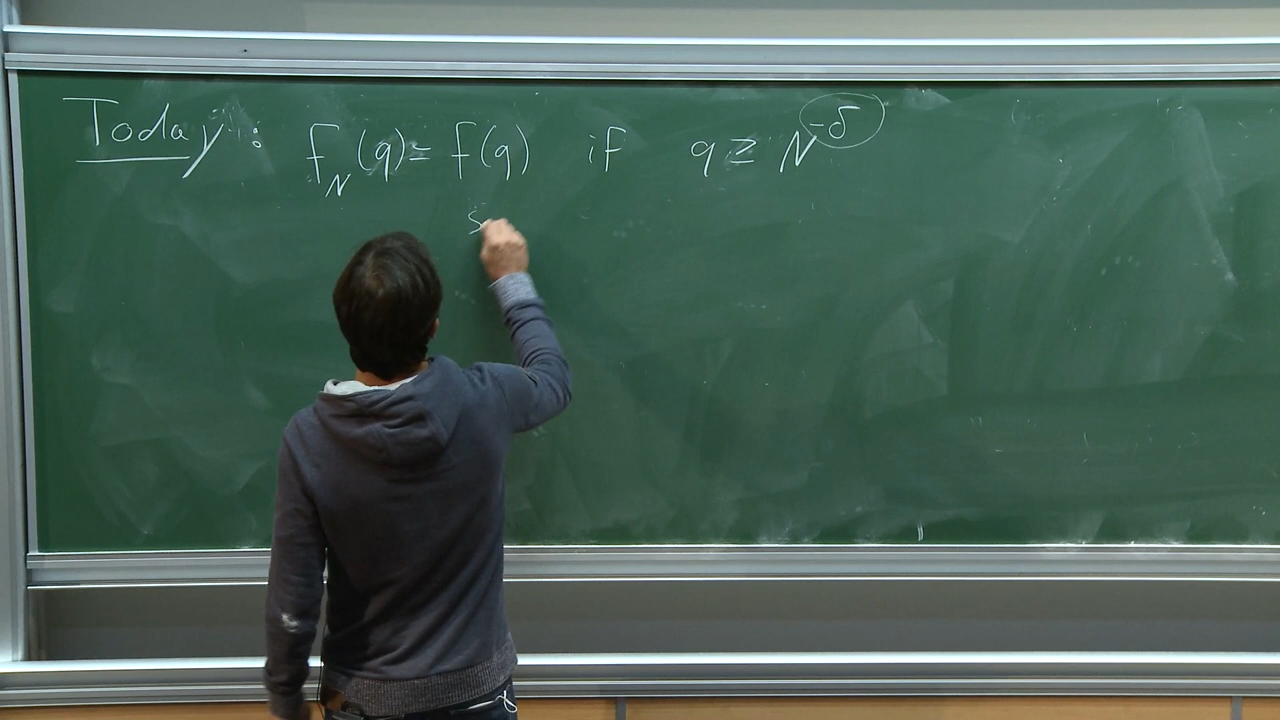 Today: f_N(q) = f(q) if q ≥ N^{-δ}
s